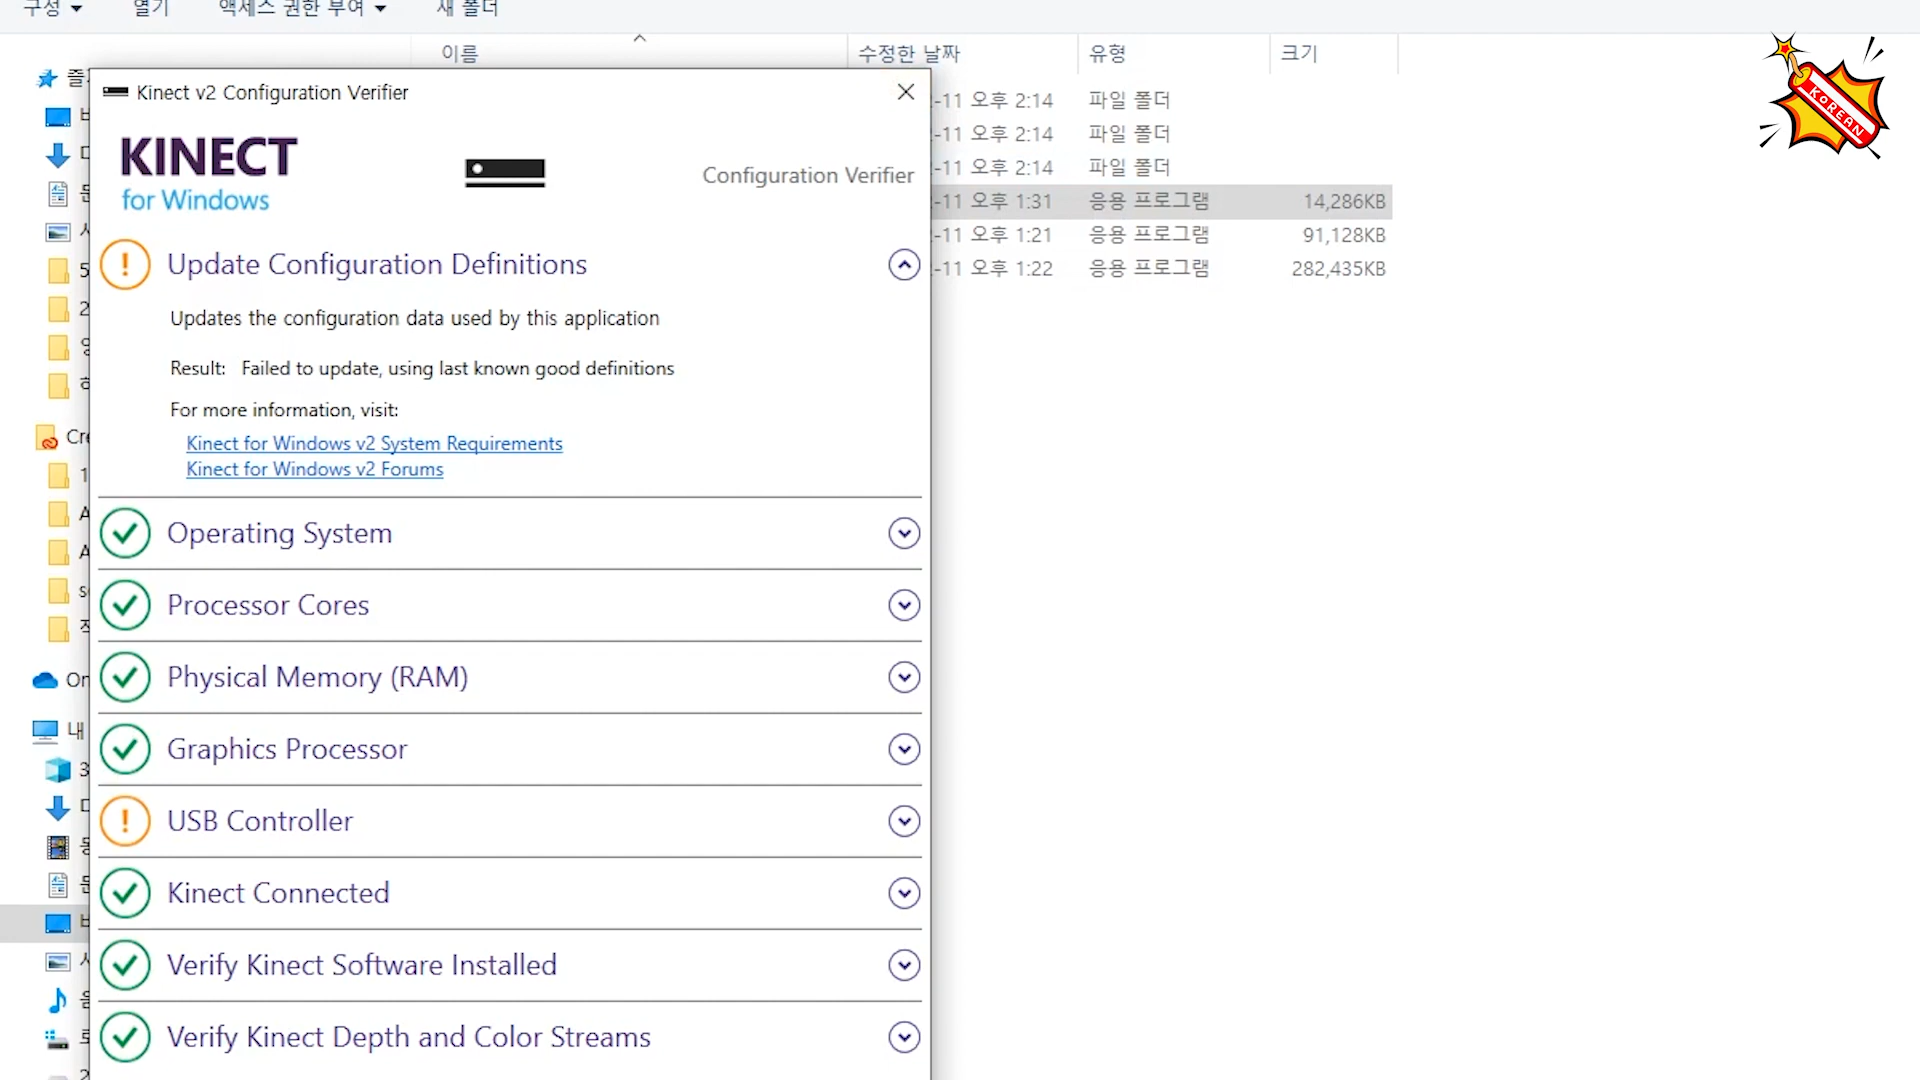 구성
열기
액세스 권한 부여
새 폴더
이름
수정한 날짜
유형
크기
Kinect v2 Configuration Verifier
-11 오후 2:14 파일 폴더
-11 오후 2:14 파일 폴더
-11 오후 2:14 파일 폴더
-11 오후 1:31 응용 프로그램 14,286KB
-11 오후 1:21 응용 프로그램 91,128KB
-11 오후 1:22 응용 프로그램 282,435KB
KOREAN
KINECT
for Windows
Configuration Verifier
Update Configuration Definitions
Updates the configuration data used by this application
Result: Failed to update, using last known good definitions
For more information, visit:
Kinect for Windows v2 System Requirements
Kinect for Windows v2 Forums
Operating System
Processor Cores
Physical Memory (RAM)
Graphics Processor
USB Controller
Kinect Connected
Verify Kinect Software Installed
Verify Kinect Depth and Color Streams